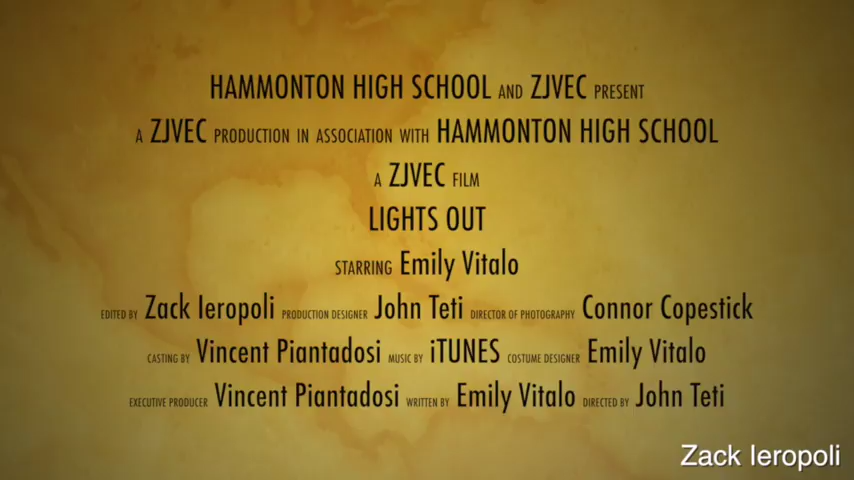 HAMMONTON HIGH SCHOOL AND ZJVEC PRESENT
A ZJVEC PRODUCTION IN ASSOCIATION WITH HAMMONTON HIGH SCHOOL
A ZJVEC FILM
LIGHTS OUT
STARRING Emily Vitalo
EDITED BY Zack Ieropoli PRODUCTION DESIGNER John Teti DIRECTOR OF PHOTOGRAPHY Connor Copestick
CASTING BY Vincent Piantadosi MUSIC BY iTUNES COSTUME DESIGNER Emily Vitalo
EXECUTIVE PRODUCER Vincent Piantadosi WRITTEN BY Emily Vitalo DIRECTED BY John Teti
Zack Ieropoli